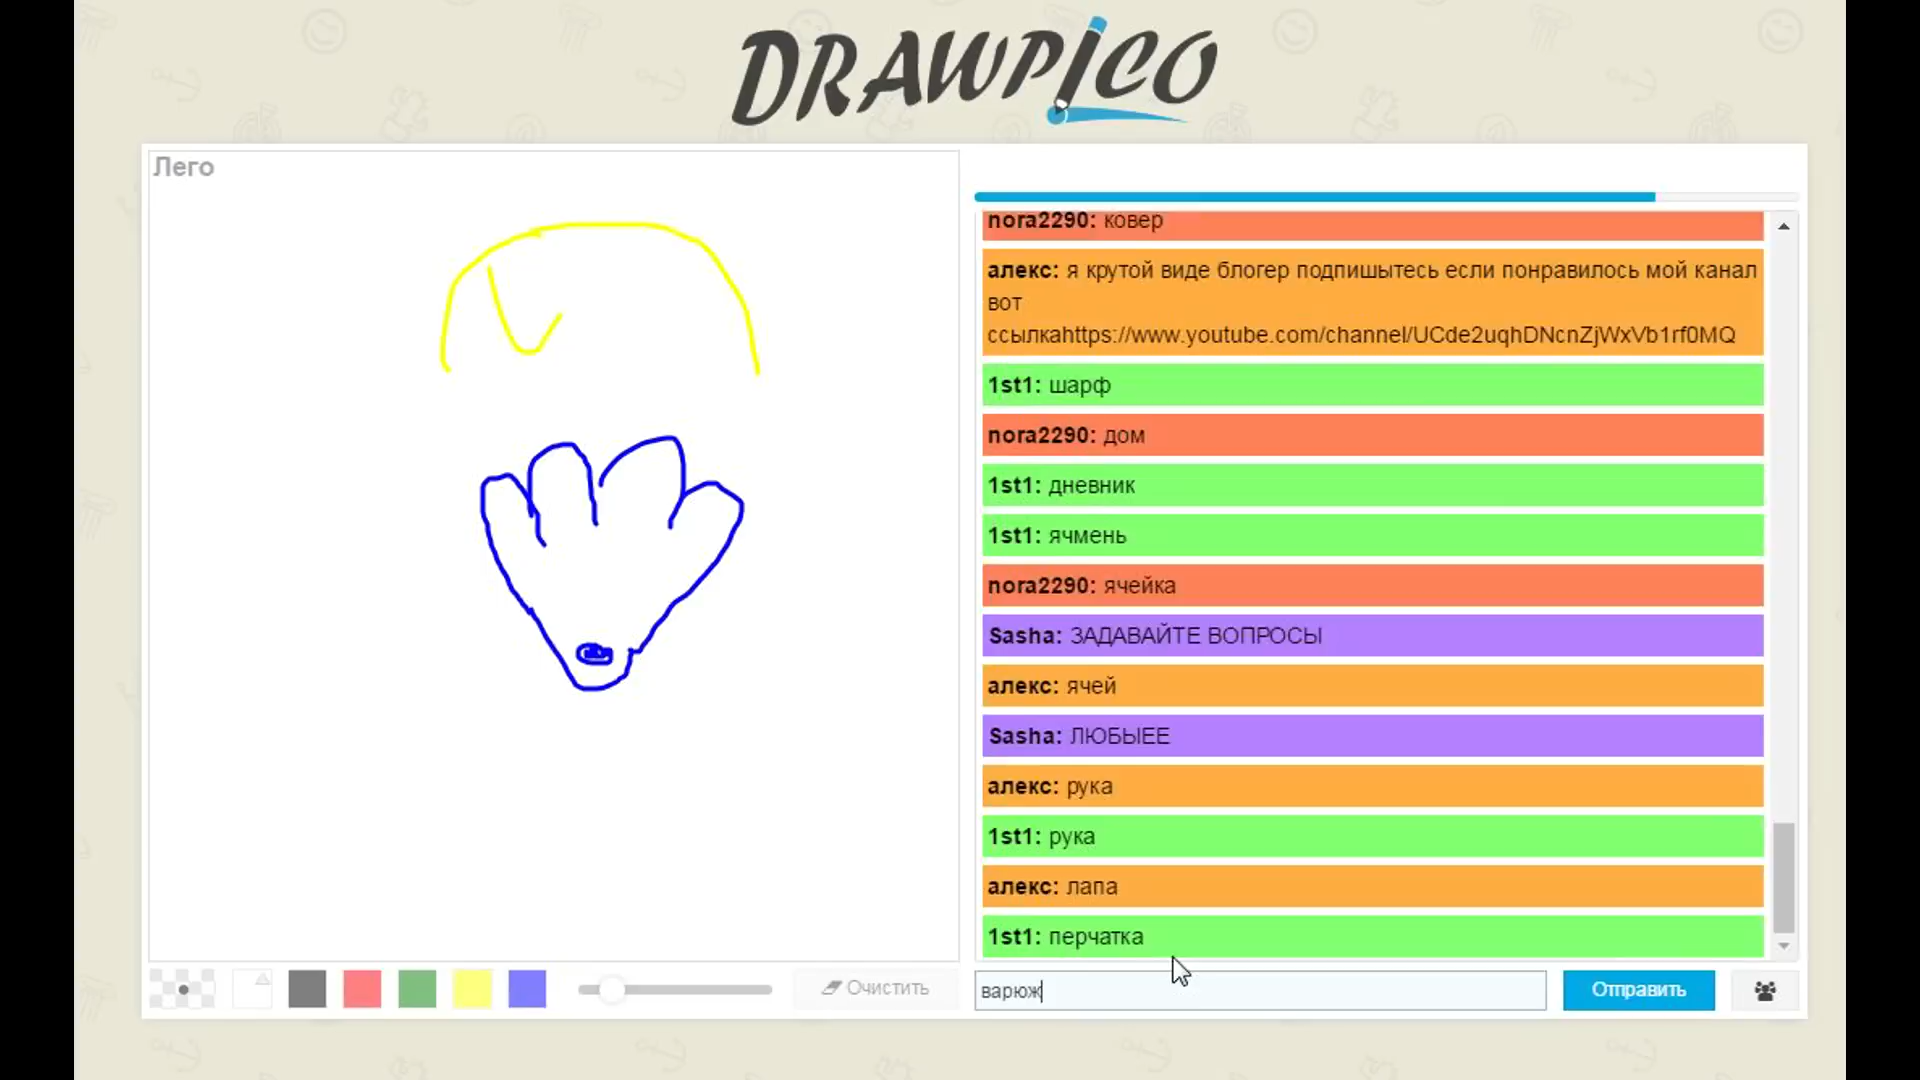 DRAWPICO
Лего
nora2290: ковер
алекс: я крутой виде блогер подпишытесь если понравилось мой канал
вот
ссылкаhttps://www.youtube.com/channel/UCde2uqhDNcnZjWxVb1rf0MQ
1st1: шарф
nora2290: дом
1st1: дневник
1st1: ячмень
nora2290: ячейка
Sasha: ЗАДАВАЙТЕ ВОПРОСЫ
алекс: ячей
Sasha: ЛЮБЫЕЕ
алекс: рука
1st1: рука
алекс: лапа
1st1: перчатка
Очистить
варюж
Отправить